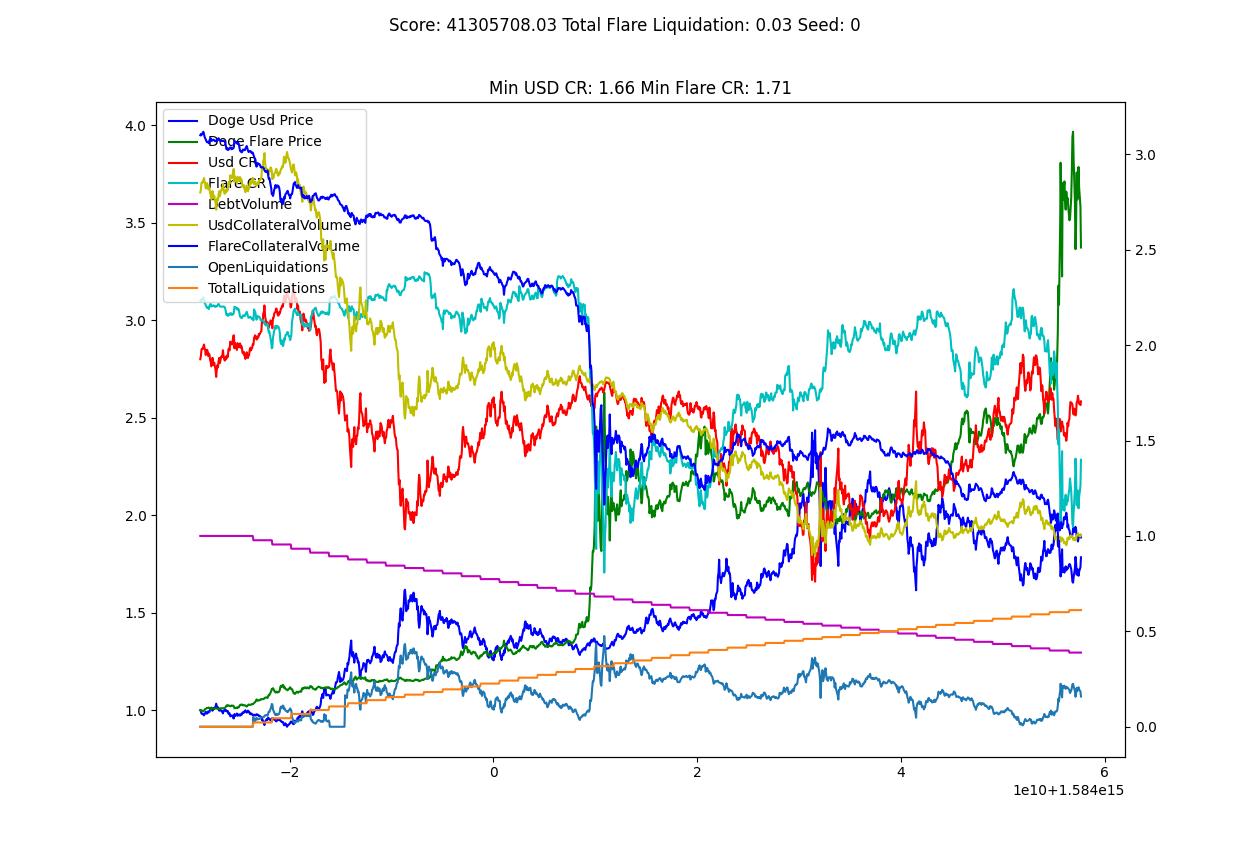 Score: 41305708.03 Total Flare Liquidation: 0.03 Seed: 0
Min USD CR: 1.66 Min Flare CR: 1.71
Doge Usd Price
Doge Flare Price
Usd CR
Flare CR
DebtVolume
UsdCollateralVolume
FlareCollateralVolume
OpenLiquidations
TotalLiquidations
4.0
3.5
3.0
2.5
2.0
1.5
1.0
3.0
2.5
2.0
1.5
1.0
0.5
0.0
−2
0
2
4
6
1e10+1.584e15